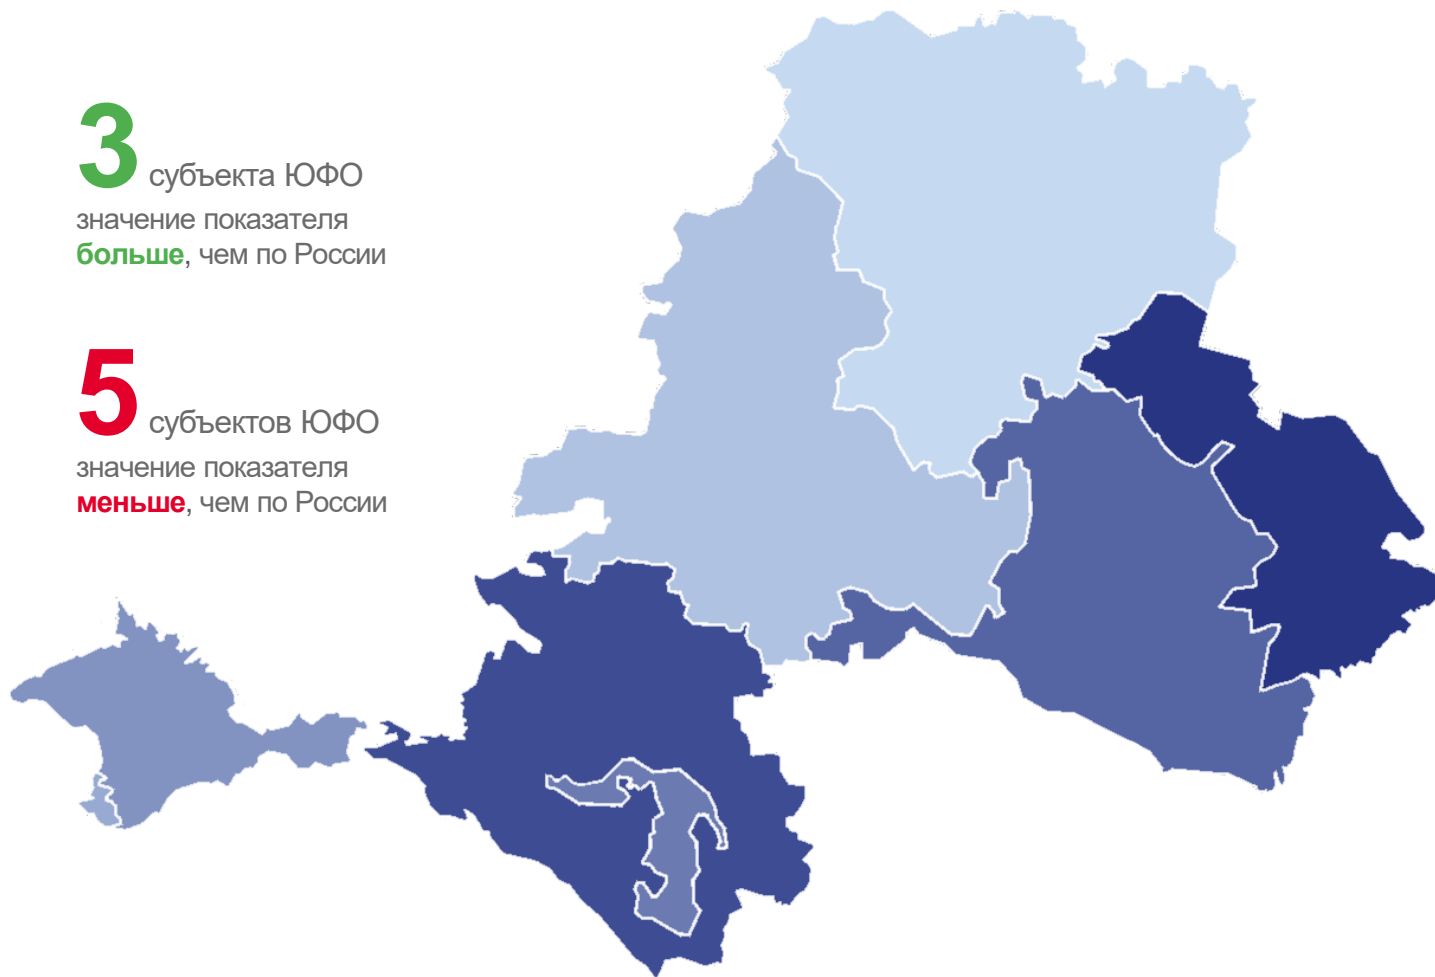 3 субъекта ЮФО
значение показателя
больше, чем по России
5 субъектов ЮФО
значение показателя
меньше, чем по России